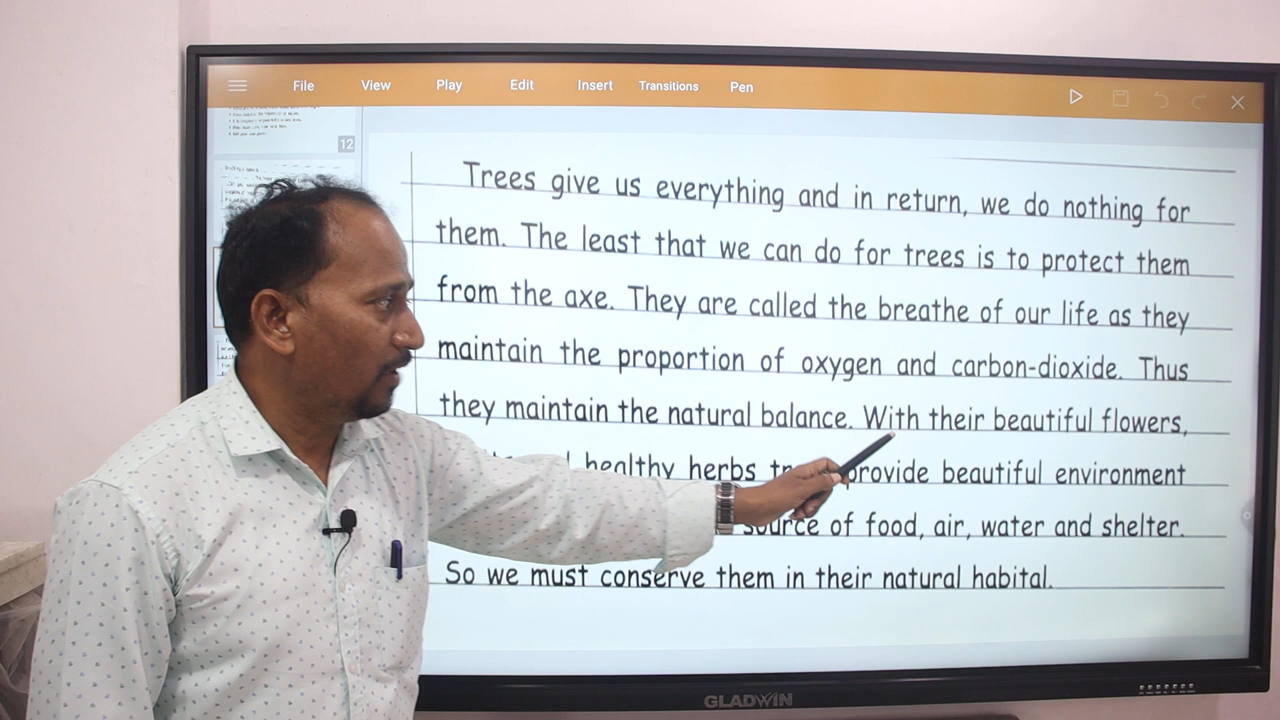 File View Play Edit Insert Transitions Pen
12
Trees give us everything and in return, we do nothing for
them. The least that we can do for trees is to protect them
from the axe. They are called the breathe of our life as they
maintain the proportion of oxygen and carbon-dioxide. Thus
they maintain the natural balance. With their beautiful flowers,
healthy herbs provide beautiful environment
source of food, air, water and shelter.
So we must conserve them in their natural habital.
GLADWIN